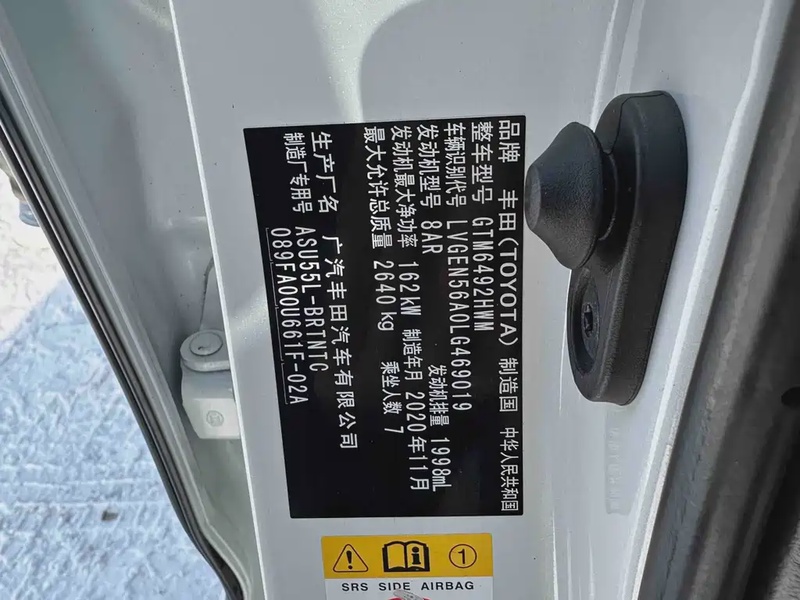 品牌 丰田(TOYOTA) 制造国 中华人民共和国
整车型号 GTM6492HWM
车辆识别代号 LVGEN56A0LG469019
发动机型号 8AR 发动机排量 1998mL
发动机最大净功率 162kW 制造年月 2020年11月
最大允许总质量 2640kg 乘坐人数 7
生产厂名 广汽丰田汽车有限公司
制造厂专用号 ASU55L-BRTNTC
089FA00U661F-02A
1
SRS SIDE AIRBAG